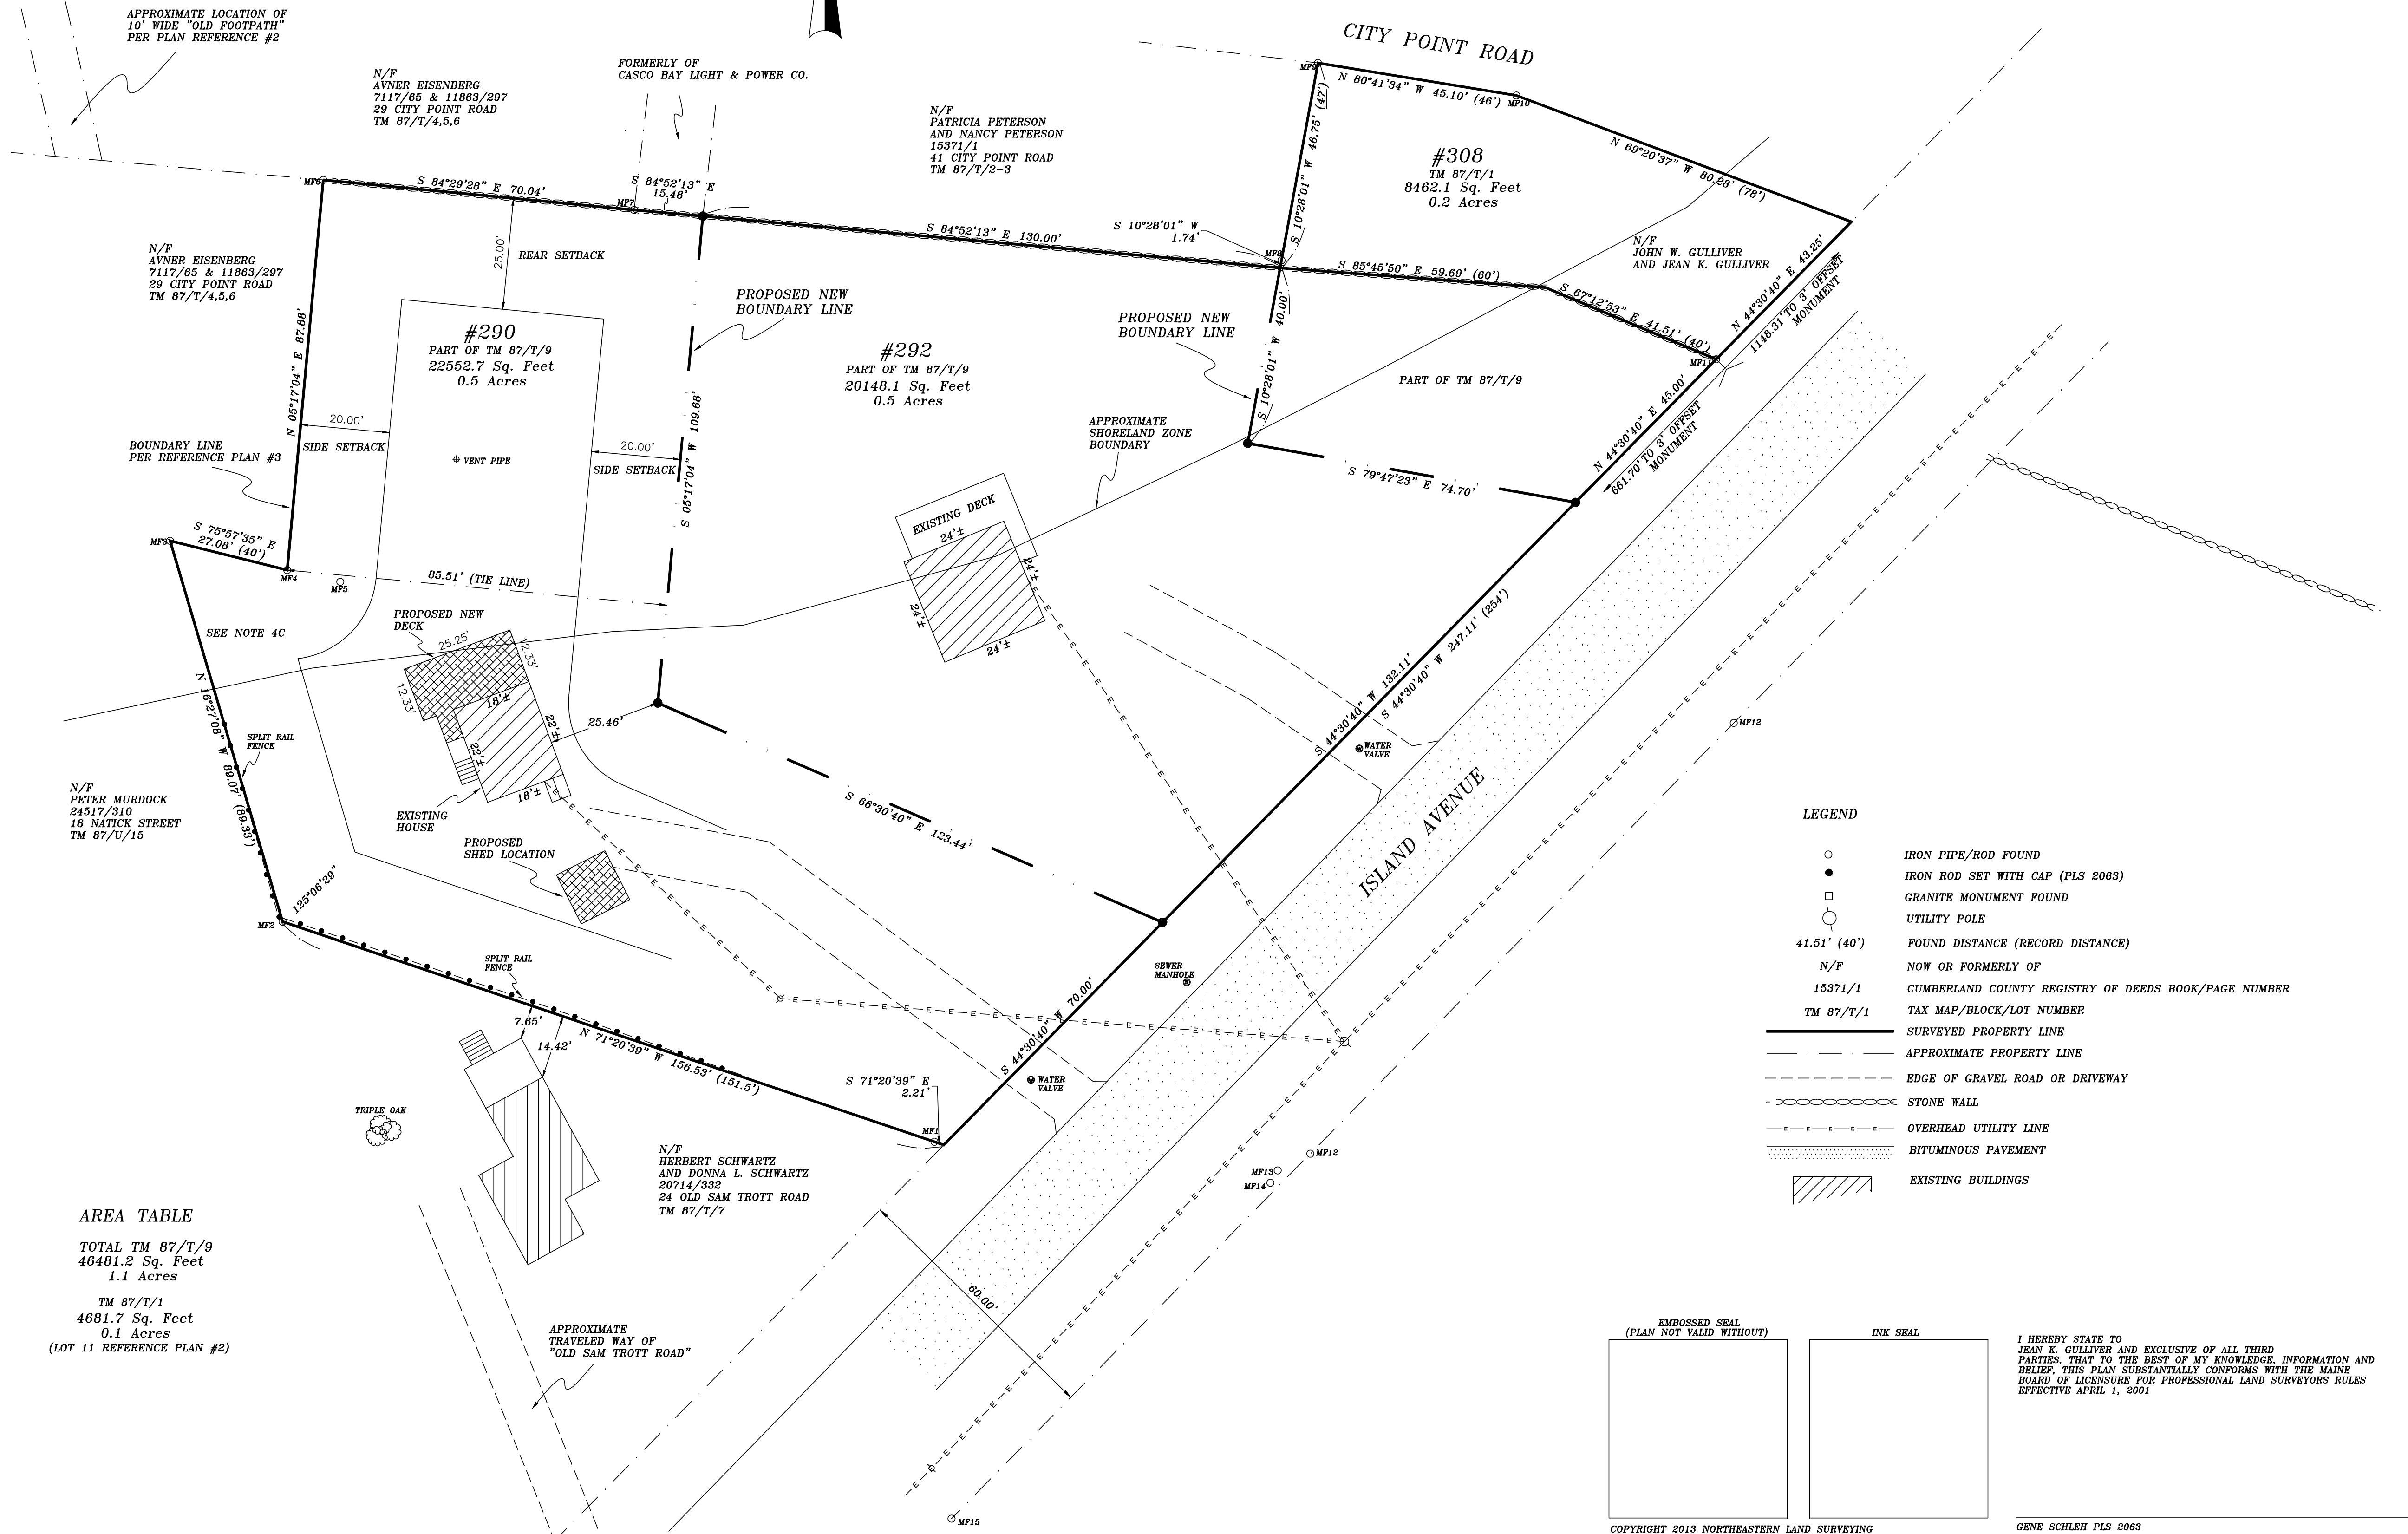 APPROXIMATE LOCATION OF
10' WIDE "OLD FOOTPATH"
PER PLAN REFERENCE #2
N/F
AVNER EISENBERG
7117/65 & 11863/297
29 CITY POINT ROAD
TM 87/T/4,5,6
FORMERLY OF
CASCO BAY LIGHT & POWER CO.
N/F
PATRICIA PETERSON
AND NANCY PETERSON
15371/1
41 CITY POINT ROAD
TM 87/T/2-3
CITY POINT ROAD
MF9
N 80°41'34" W 45.10' (46')
MF10
N 69°20'37" W 80.28' (78')
S 10°28'01" W 46.75' (47')
#308
TM 87/T/1
8462.1 Sq. Feet
0.2 Acres
N/F
JOHN W. GULLIVER
AND JEAN K. GULLIVER
MF6
S 84°29'28" E 70.04'
MF7
S 84°52'13" E
15.48'
S 84°52'13" E 130.00'
S 10°28'01" W
1.74'
MF8
S 85°45'50" E 59.69' (60')
S 67°12'53" E 41.51' (40')
MF11
N 44°30'40" E 43.25'
1148.31' TO 3' OFFSET
MONUMENT
N/F
AVNER EISENBERG
7117/65 & 11863/297
29 CITY POINT ROAD
TM 87/T/4,5,6
25.00'
REAR SETBACK
N 05°17'04" E 87.88'
#290
PART OF TM 87/T/9
22552.7 Sq. Feet
0.5 Acres
PROPOSED NEW
BOUNDARY LINE
#292
PART OF TM 87/T/9
20148.1 Sq. Feet
0.5 Acres
PROPOSED NEW
BOUNDARY LINE
S 10°28'01" W 40.00'
PART OF TM 87/T/9
N 44°30'40" E 45.00'
661.70' TO 3' OFFSET
MONUMENT
BOUNDARY LINE
PER REFERENCE PLAN #3
20.00'
SIDE SETBACK
VENT PIPE
20.00'
SIDE SETBACK
S 05°17'04" W 109.68'
APPROXIMATE
SHORELAND ZONE
BOUNDARY
S 79°47'23" E 74.70'
MF3
S 75°57'35" E
27.08' (40')
MF4
MF5
85.51' (TIE LINE)
EXISTING DECK
24'±
24'±
24'±
24'±
SEE NOTE 4C
PROPOSED NEW
DECK
25.25'
12.33'
12.33'
18'±
22'±
22'±
18'±
25.46'
N 16°27'08" W 89.07' (89.33')
SPLIT RAIL
FENCE
N/F
PETER MURDOCK
24517/310
18 NATICK STREET
TM 87/U/15
EXISTING
HOUSE
PROPOSED
SHED LOCATION
S 66°30'40" E 123.44'
S 44°30'40" W 132.11'
S 44°30'40" W 247.11' (254')
WATER
VALVE
MF12
ISLAND AVENUE
125°06'29"
MF2
SPLIT RAIL
FENCE
7.65'
14.42'
N 71°20'39" W 156.53' (151.5')
SEWER
MANHOLE
S 44°30'40" W 70.00'
WATER
VALVE
S 71°20'39" E
2.21'
MF1
TRIPLE OAK
N/F
HERBERT SCHWARTZ
AND DONNA L. SCHWARTZ
20714/332
24 OLD SAM TROTT ROAD
TM 87/T/7
MF12
MF13
MF14
60.00'
APPROXIMATE
TRAVELED WAY OF
"OLD SAM TROTT ROAD"
MF15
AREA TABLE
TOTAL TM 87/T/9
46481.2 Sq. Feet
1.1 Acres
TM 87/T/1
4681.7 Sq. Feet
0.1 Acres
(LOT 11 REFERENCE PLAN #2)
LEGEND
IRON PIPE/ROD FOUND
IRON ROD SET WITH CAP (PLS 2063)
GRANITE MONUMENT FOUND
UTILITY POLE
41.51' (40') FOUND DISTANCE (RECORD DISTANCE)
N/F NOW OR FORMERLY OF
15371/1 CUMBERLAND COUNTY REGISTRY OF DEEDS BOOK/PAGE NUMBER
TM 87/T/1 TAX MAP/BLOCK/LOT NUMBER
SURVEYED PROPERTY LINE
APPROXIMATE PROPERTY LINE
EDGE OF GRAVEL ROAD OR DRIVEWAY
STONE WALL
E E E E E OVERHEAD UTILITY LINE
BITUMINOUS PAVEMENT
EXISTING BUILDINGS
EMBOSSED SEAL
(PLAN NOT VALID WITHOUT)
INK SEAL
I HEREBY STATE TO
JEAN K. GULLIVER AND EXCLUSIVE OF ALL THIRD
PARTIES, THAT TO THE BEST OF MY KNOWLEDGE, INFORMATION AND
BELIEF, THIS PLAN SUBSTANTIALLY CONFORMS WITH THE MAINE
BOARD OF LICENSURE FOR PROFESSIONAL LAND SURVEYORS RULES
EFFECTIVE APRIL 1, 2001
COPYRIGHT 2013 NORTHEASTERN LAND SURVEYING
GENE SCHLEH PLS 2063